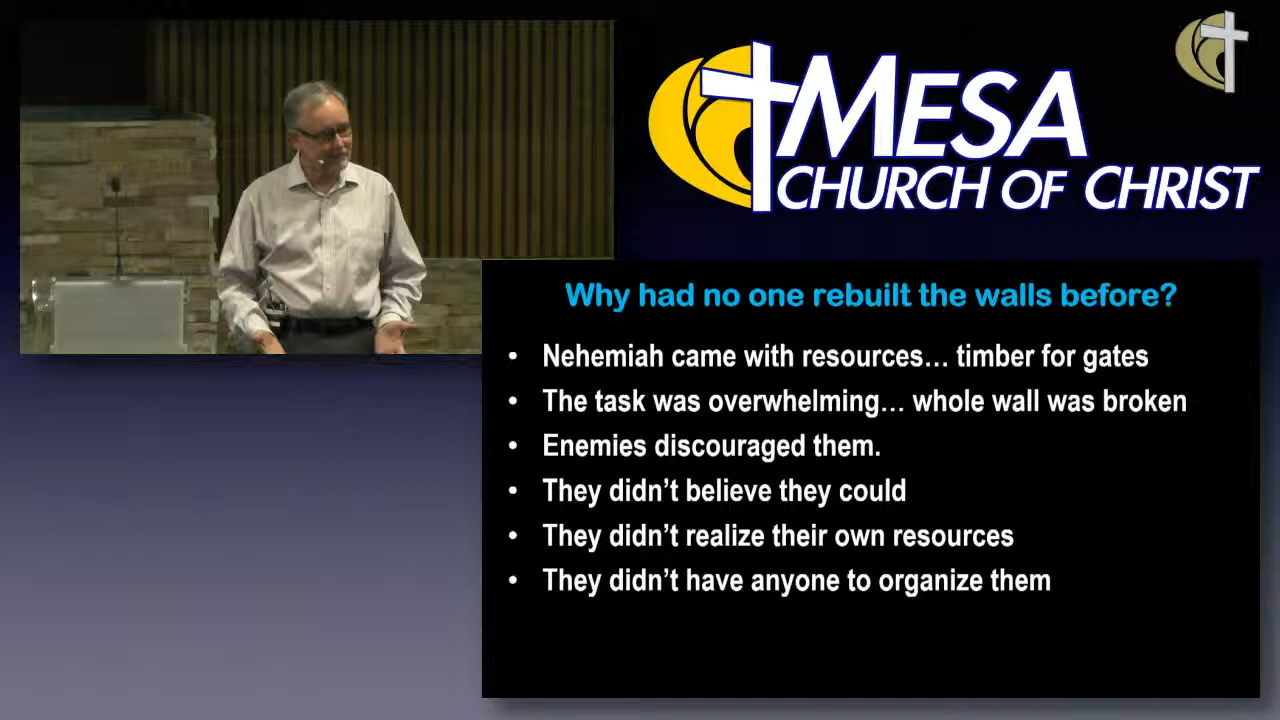 MESA
CHURCH OF CHRIST
Why had no one rebuilt the walls before?
• Nehemiah came with resources… timber for gates
• The task was overwhelming… whole wall was broken
• Enemies discouraged them.
• They didn’t believe they could
• They didn’t realize their own resources
• They didn’t have anyone to organize them